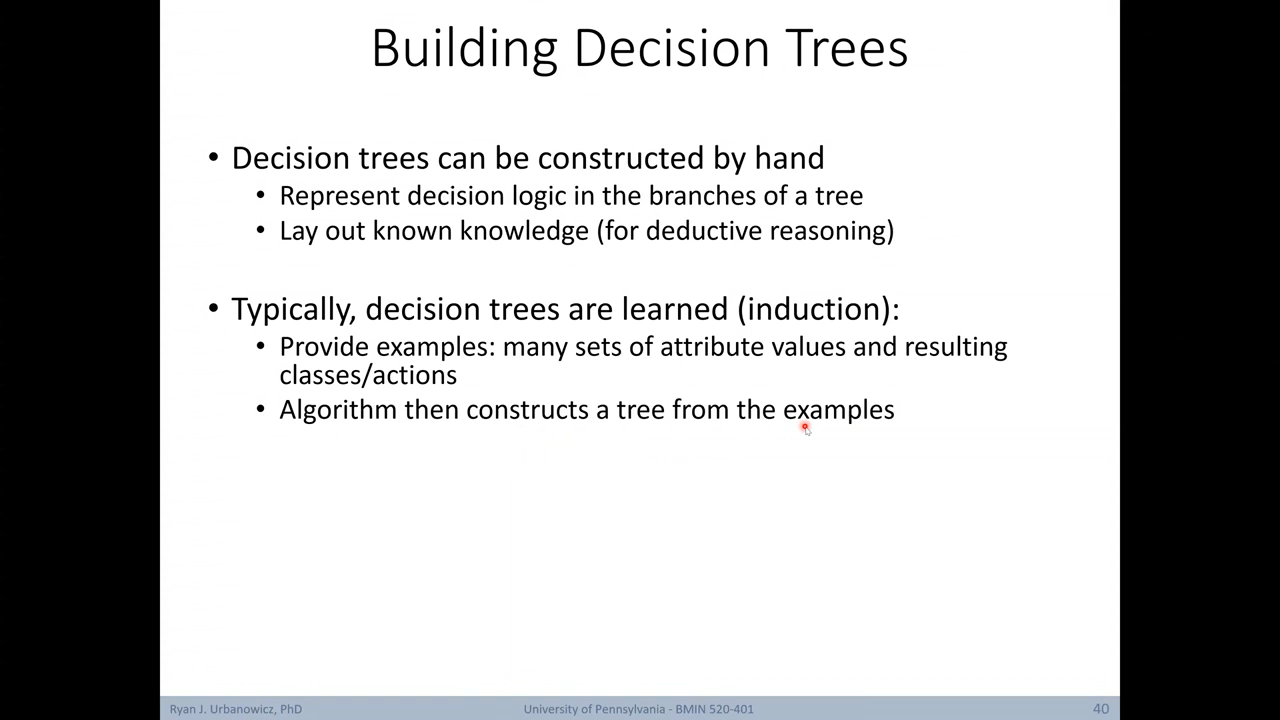 Building Decision Trees
• Decision trees can be constructed by hand
• Represent decision logic in the branches of a tree
• Lay out known knowledge (for deductive reasoning)
• Typically, decision trees are learned (induction):
• Provide examples: many sets of attribute values and resulting
classes/actions
• Algorithm then constructs a tree from the examples
Ryan J. Urbanowicz, PhD
University of Pennsylvania - BMIN 520-401
40